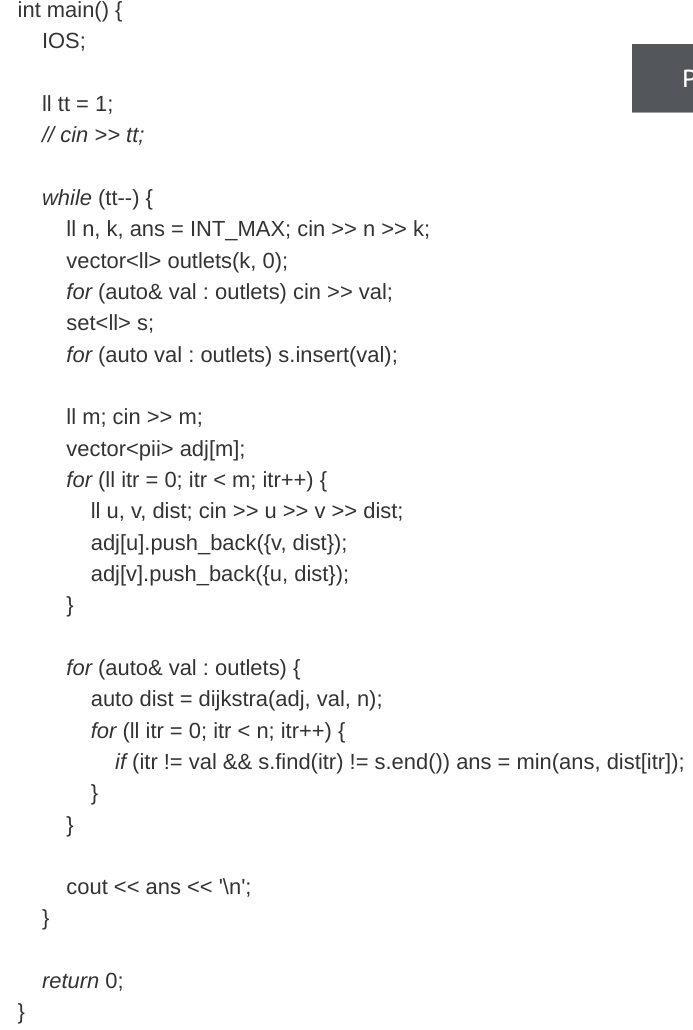 int main() {
IOS;
P
ll tt = 1;
// cin >> tt;
while (tt--) {
ll n, k, ans = INT_MAX; cin >> n >> k;
vector<ll> outlets(k, 0);
for (auto& val : outlets) cin >> val;
set<ll> s;
for (auto val : outlets) s.insert(val);
ll m; cin >> m;
vector<pii> adj[m];
for (ll itr = 0; itr < m; itr++) {
ll u, v, dist; cin >> u >> v >> dist;
adj[u].push_back({v, dist});
adj[v].push_back({u, dist});
}
for (auto& val : outlets) {
auto dist = dijkstra(adj, val, n);
for (ll itr = 0; itr < n; itr++) {
if (itr != val && s.find(itr) != s.end()) ans = min(ans, dist[itr]);
}
}
cout << ans << '\n';
}
return 0;
}